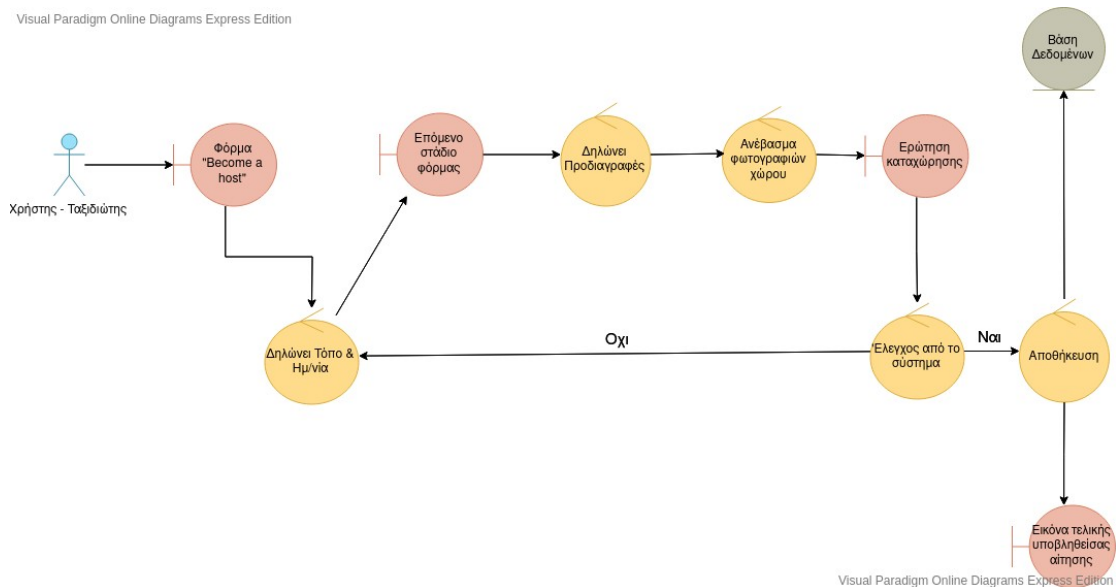 Visual Paradigm Online Diagrams Express Edition
Βάση
Δεδομένων
Φόρμα
"Become a
host"
Επόμενο
στάδιο
φόρμας
Δηλώνει
Προδιαγραφές
Ανέβασμα
φωτογραφιών
χώρου
Ερώτηση
καταχώρησης
Χρήστης - Ταξιδιώτης
Δηλώνει Τόπο &
Ημ/νία
Όχι
Έλεγχος από το
σύστημα
Ναι
Αποθήκευση
Εικόνα τελικής
υποβληθείσας
αίτησης
Visual Paradigm Online Diagrams Express Edition